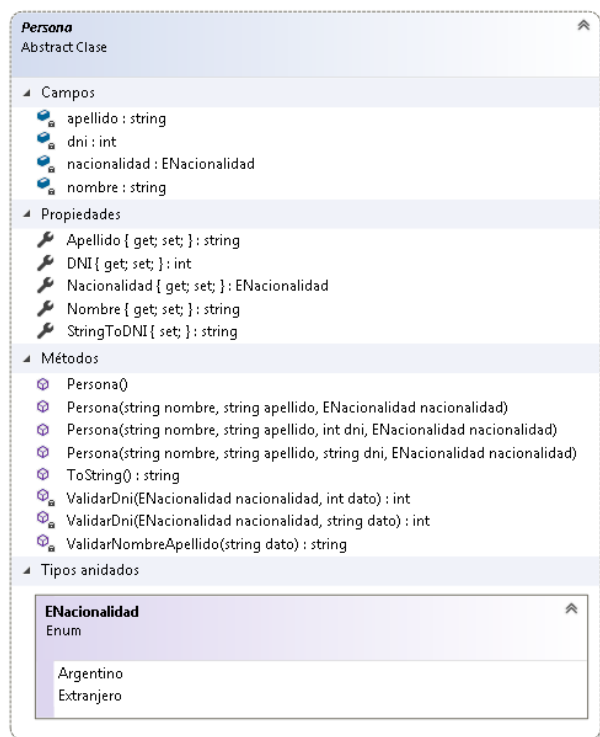 Persona
Abstract Clase
Campos
apellido : string
dni : int
nacionalidad : ENacionalidad
nombre : string
Propiedades
Apellido { get; set; } : string
DNI { get; set; } : int
Nacionalidad { get; set; } : ENacionalidad
Nombre { get; set; } : string
StringToDNI { set; } : string
Métodos
Persona()
Persona(string nombre, string apellido, ENacionalidad nacionalidad)
Persona(string nombre, string apellido, int dni, ENacionalidad nacionalidad)
Persona(string nombre, string apellido, string dni, ENacionalidad nacionalidad)
ToString() : string
ValidarDni(ENacionalidad nacionalidad, int dato) : int
ValidarDni(ENacionalidad nacionalidad, string dato) : int
ValidarNombreApellido(string dato) : string
Tipos anidados
ENacionalidad
Enum
Argentino
Extranjero